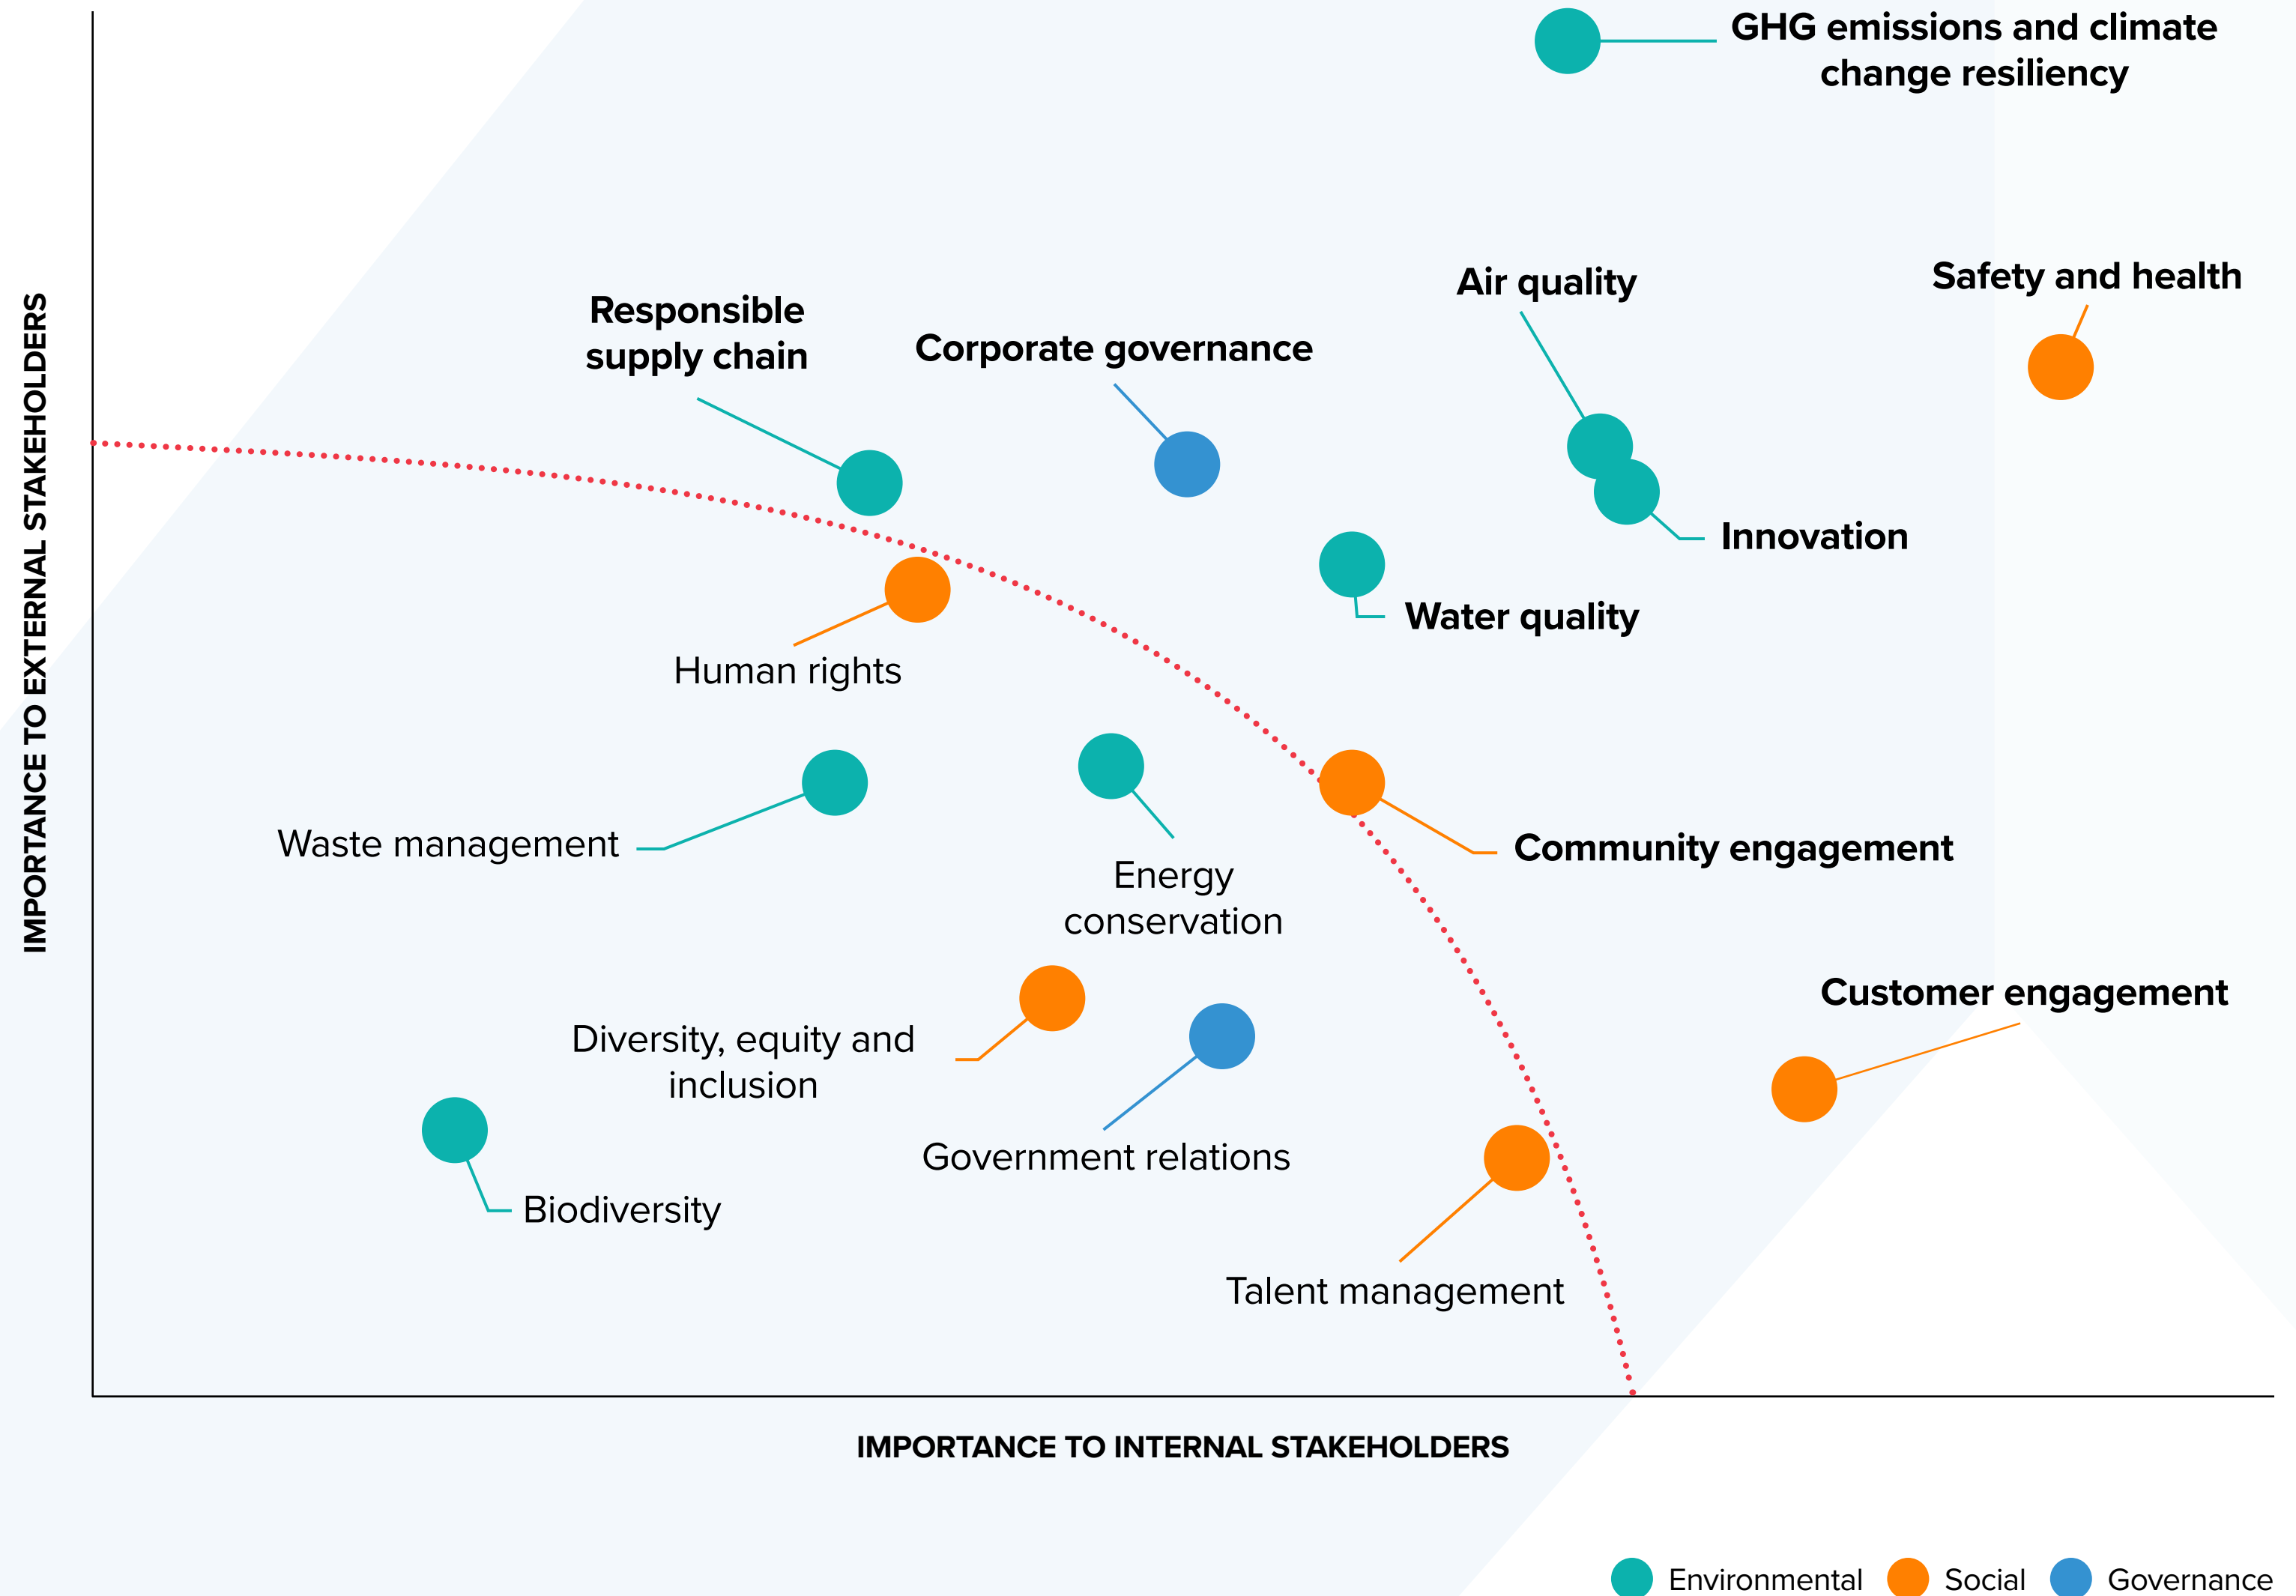 GHG emissions and climate
change resiliency
Air quality
Safety and health
Responsible
supply chain
Corporate governance
Innovation
Water quality
Human rights
Waste management
Community engagement
Energy
conservation
Customer engagement
Diversity, equity and
inclusion
Government relations
Biodiversity
Talent management
IMPORTANCE TO EXTERNAL STAKEHOLDERS
IMPORTANCE TO INTERNAL STAKEHOLDERS
Environmental
Social
Governance